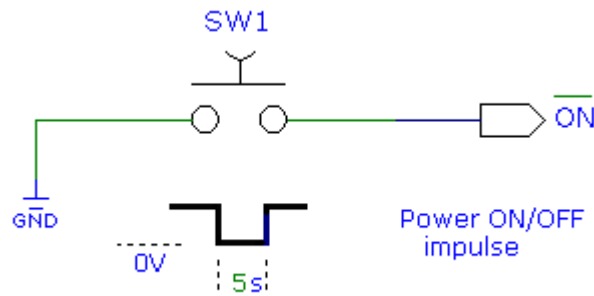 SW1
ON
GND
Power ON/OFF
impulse
0V
5s